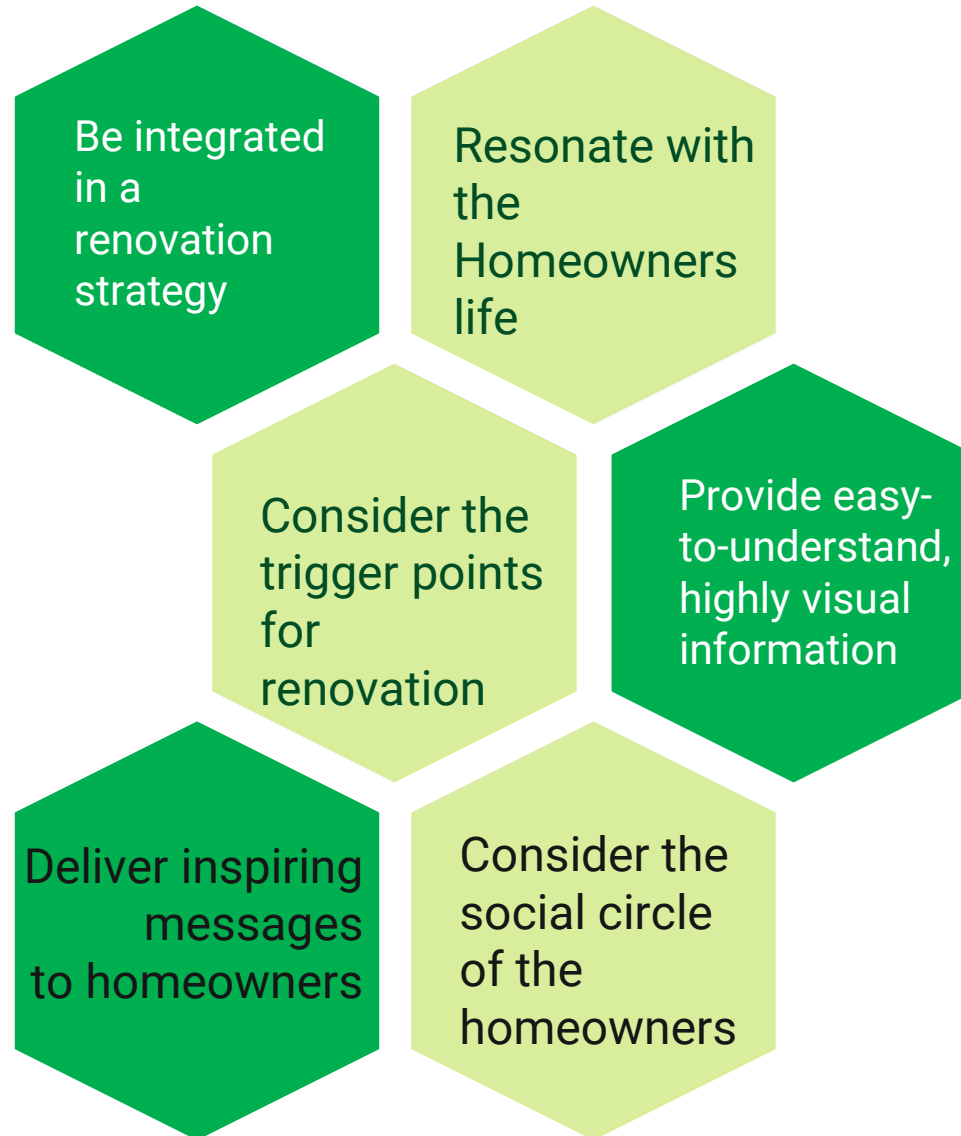 Be integrated
in a
renovation
strategy
Resonate with
the
Homeowners
life
Consider the
trigger points
for
renovation
Provide easy-
to-understand,
highly visual
information
Deliver inspiring
messages
to homeowners
Consider the
social circle
of the
homeowners